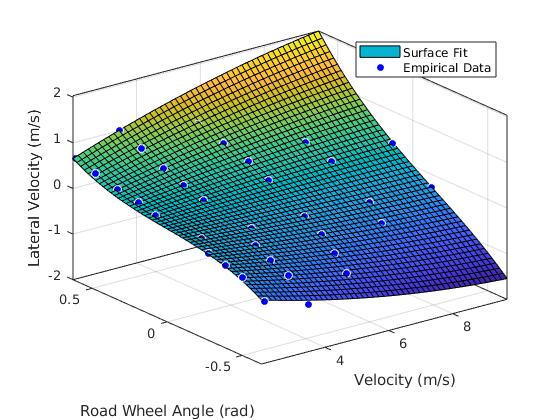 Surface Fit
Empirical Data
2
1
0
-1
-2
Lateral Velocity (m/s)
0.5
0
-0.5
Road Wheel Angle (rad)
4
6
8
Velocity (m/s)